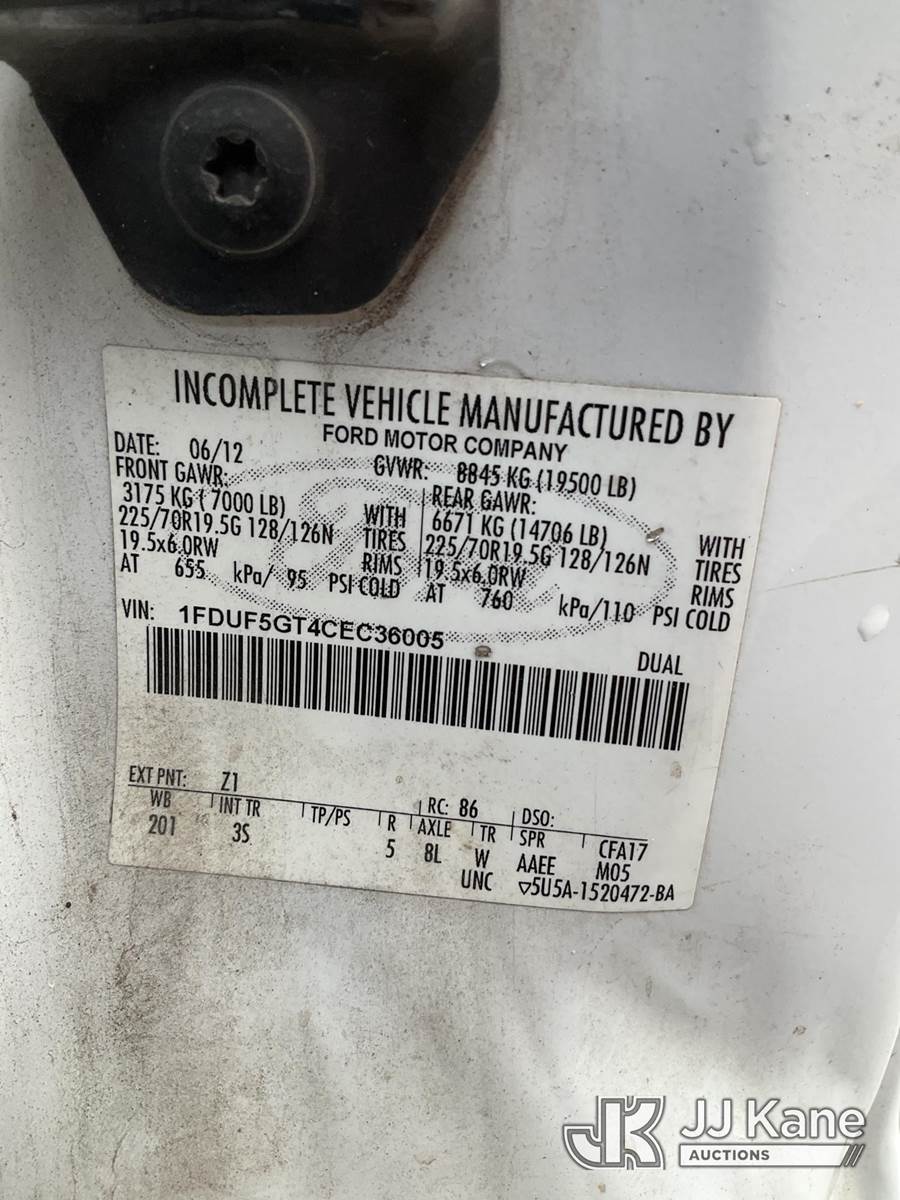 INCOMPLETE VEHICLE MANUFACTURED BY
FORD MOTOR COMPANY
DATE: 06/12 GVWR: 8845 KG (19500 LB)
FRONT GAWR: REAR GAWR:
3175 KG (7000 LB) WITH 6671 KG (14706 LB) WITH
225/70R19.5G 128/126N TIRES 225/70R19.5G 128/126N TIRES
19.5x6.0RW RIMS 19.5x6.0RW RIMS
AT 655 kPa/ 95 PSI COLD AT 760 kPa/110 PSI COLD
VIN: 1FDUF5GT4CEC36005
DUAL
EXT PNT: Z1 RC: 86 DSO:
WB INT TR TP/PS R AXLE TR SPR CFA17
201 3S 5 8L W AAEE M05
UNC ▽5U5A-1520472-BA
JK JJ Kane
AUCTIONS